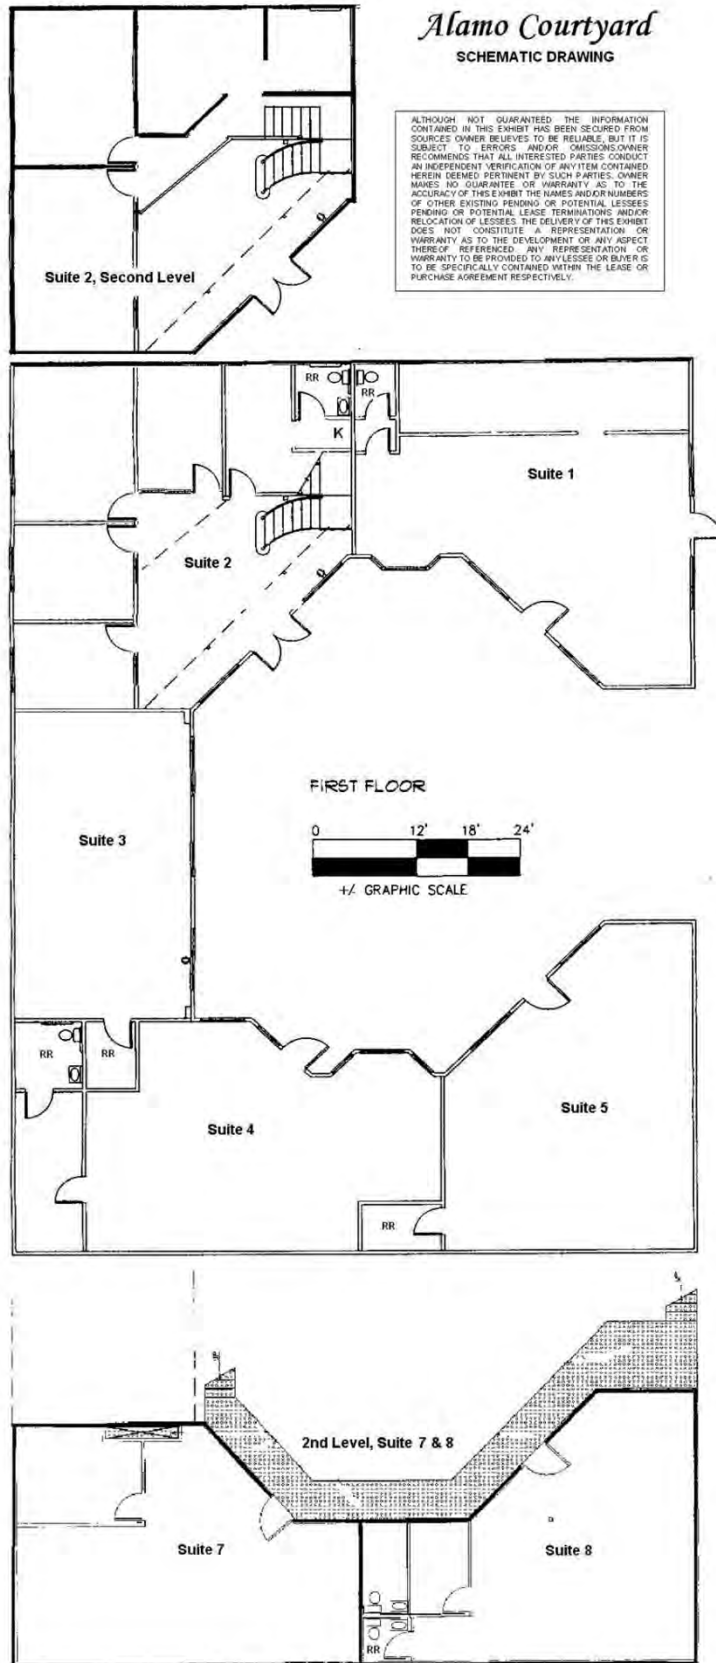 Alamo Courtyard
SCHEMATIC DRAWING
ALTHOUGH NOT GUARANTEED THE INFORMATION
CONTAINED IN THIS EXHIBIT HAS BEEN SECURED FROM
SOURCES OWNER BELIEVES TO BE RELIABLE, BUT IT IS
SUBJECT TO ERRORS AND/OR OMISSIONS.OWNER
RECOMMENDS THAT ALL INTERESTED PARTIES CONDUCT
AN INDEPENDENT VERIFICATION OF ANY ITEM CONTAINED
HEREIN DEEMED PERTINENT BY SUCH PARTIES. OWNER
MAKES NO GUARANTEE OR WARRANTY AS TO THE
ACCURACY OF THIS EXHIBIT THE NAMES AND/OR NUMBERS
OF OTHER EXISTING PENDING OR POTENTIAL LESSEES
PENDING OR POTENTIAL LEASE TERMINATIONS AND/OR
RELOCATION OF LESSEES. THE DELIVERY OF THIS EXHIBIT
DOES NOT CONSTITUTE A REPRESENTATION OR
WARRANTY AS TO THE DEVELOPMENT OR ANY ASPECT
THEREOF REFERENCED. ANY REPRESENTATION OR
WARRANTY TO BE PROVIDED TO ANY LESSEE OR BUYER IS
TO BE SPECIFICALLY CONTAINED WITHIN THE LEASE OR
PURCHASE AGREEMENT RESPECTIVELY.
Suite 2, Second Level
RR
RR
K
Suite 1
Suite 2
FIRST FLOOR
0 12' 18' 24'
+/- GRAPHIC SCALE
Suite 3
RR
RR
Suite 4
Suite 5
RR
2nd Level, Suite 7 & 8
Suite 7
Suite 8
RR